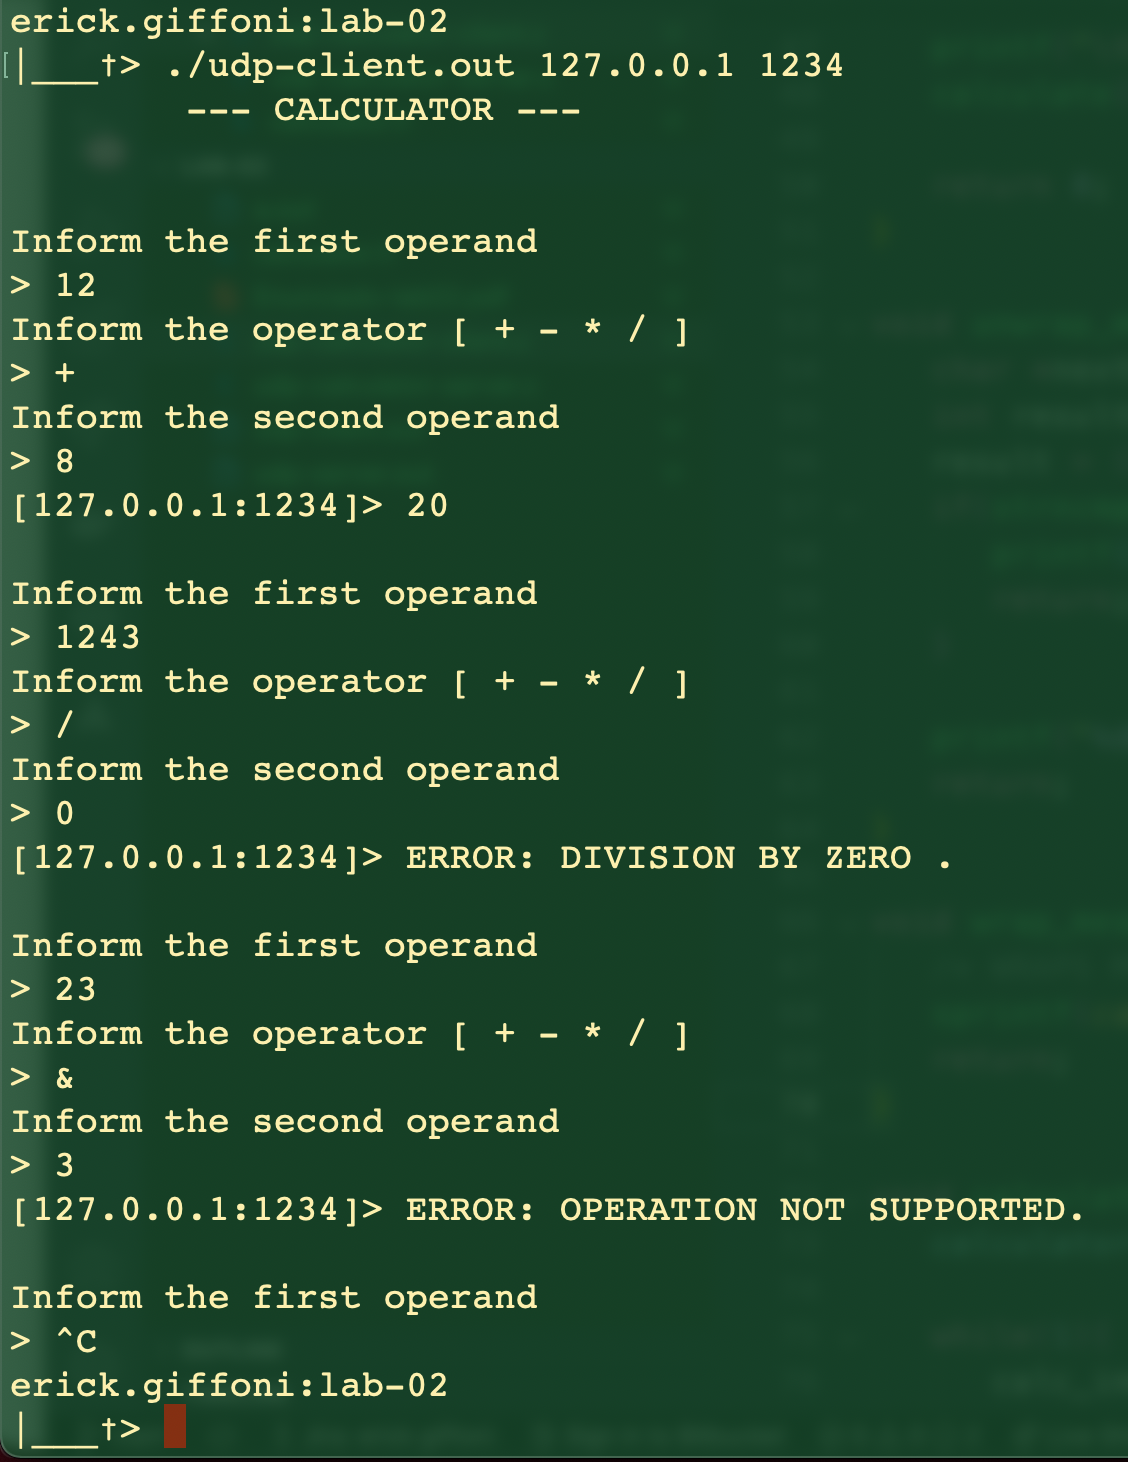 erick.giffoni:lab-02
[|___†> ./udp-client.out 127.0.0.1 1234
--- CALCULATOR ---
Inform the first operand
> 12
Inform the operator [ + - * / ]
> +
Inform the second operand
> 8
[127.0.0.1:1234]> 20
Inform the first operand
> 1243
Inform the operator [ + - * / ]
> /
Inform the second operand
> 0
[127.0.0.1:1234]> ERROR: DIVISION BY ZERO .
Inform the first operand
> 23
Inform the operator [ + - * / ]
> &
Inform the second operand
> 3
[127.0.0.1:1234]> ERROR: OPERATION NOT SUPPORTED.
Inform the first operand
> ^C
erick.giffoni:lab-02
|___†>